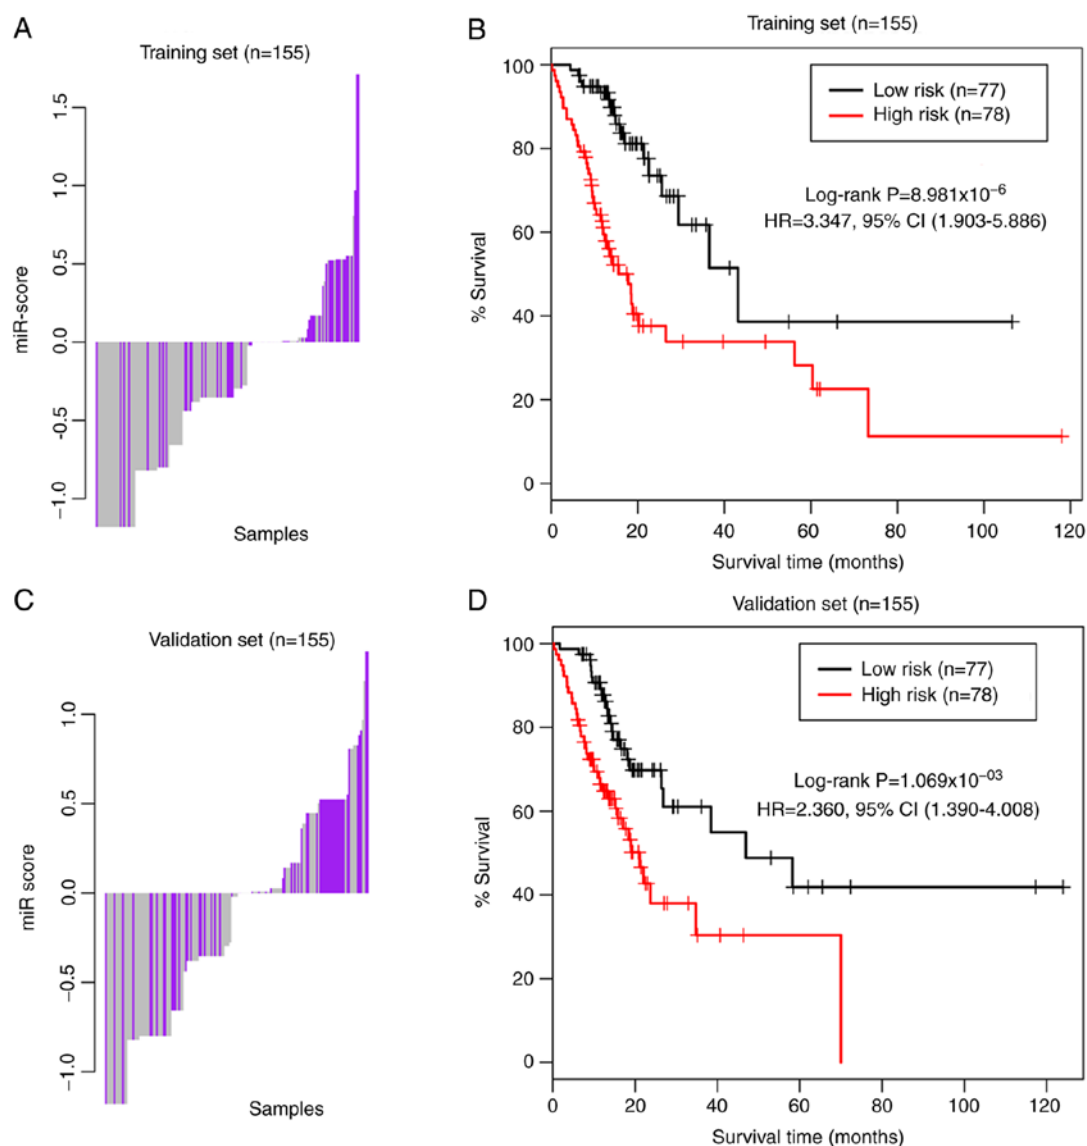 A
Training set (n=155)
miR-score
1.5
1.0
0.5
0.0
−0.5
−1.0
Samples
B
Training set (n=155)
% Survival
100
80
60
40
20
0
Low risk (n=77)
High risk (n=78)
Log-rank P=8.981x10⁻⁶
HR=3.347, 95% CI (1.903-5.886)
0 20 40 60 80 100 120
Survival time (months)
C
Validation set (n=155)
miR score
1.0
0.5
0.0
−0.5
−1.0
Samples
D
Validation set (n=155)
% Survival
100
80
60
40
20
0
Low risk (n=77)
High risk (n=78)
Log-rank P=1.069x10⁻⁰³
HR=2.360, 95% CI (1.390-4.008)
0 20 40 60 80 100 120
Survival time (months)